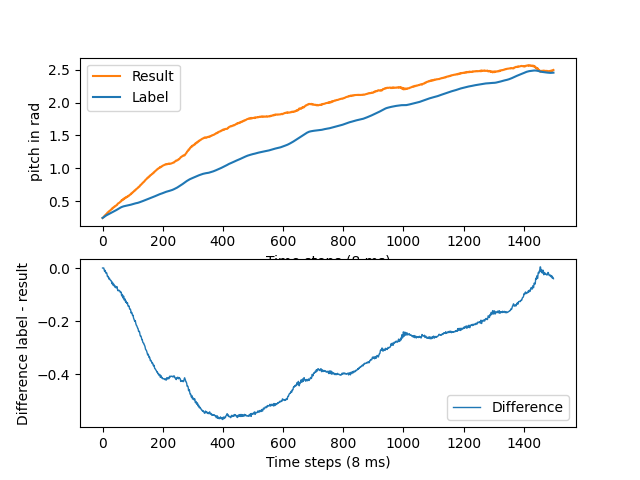 2.5
2.0
1.5
1.0
0.5
pitch in rad
Result
Label
0 200 400 600 800 1000 1200 1400
Time steps (8 ms)
0.0
−0.2
−0.4
Difference label - result
Difference
0 200 400 600 800 1000 1200 1400
Time steps (8 ms)